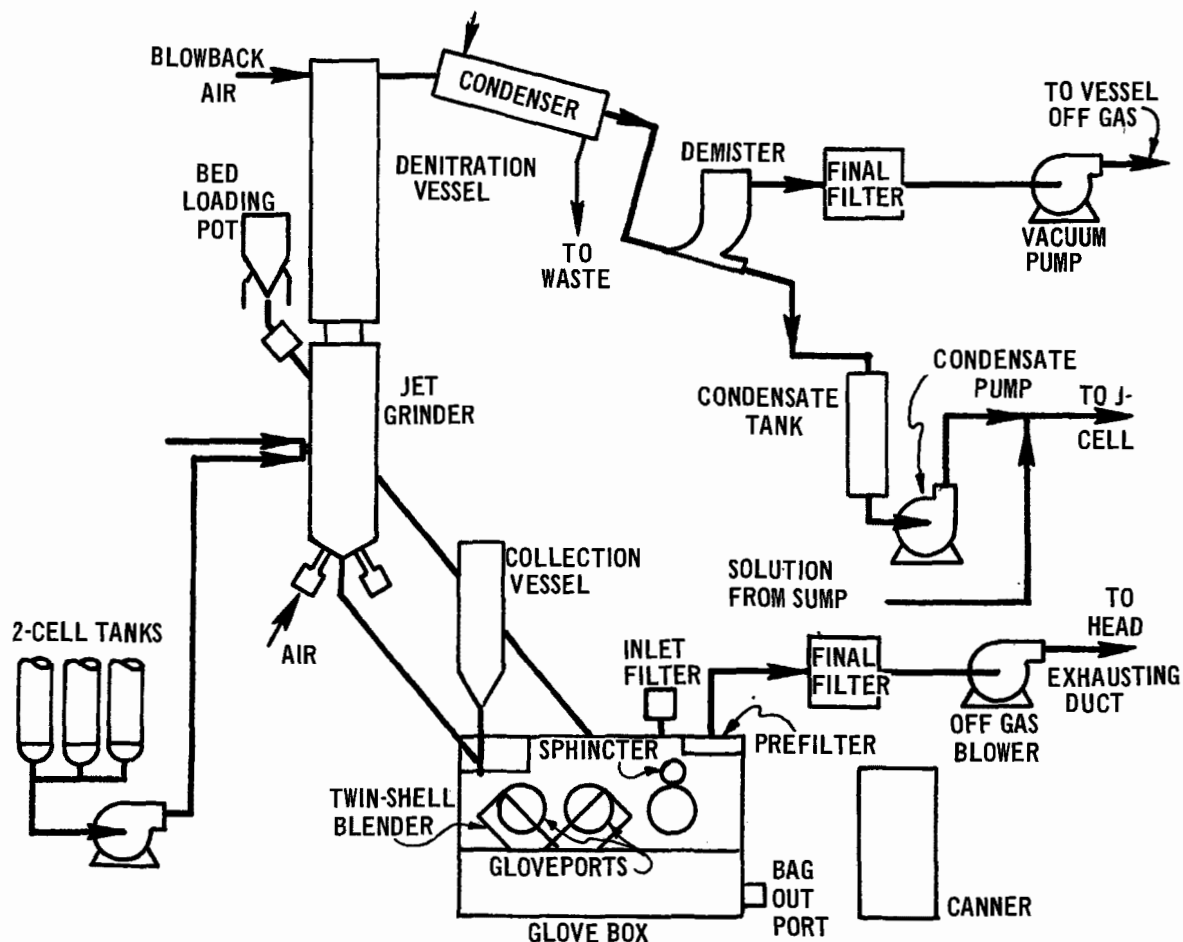 BLOWBACK
AIR
CONDENSER
TO VESSEL
OFF GAS
DEMISTER
FINAL
FILTER
VACUUM
PUMP
DENITRATION
VESSEL
BED
LOADING
POT
TO
WASTE
JET
GRINDER
CONDENSATE
PUMP
CONDENSATE
TANK
TO J-
CELL
COLLECTION
VESSEL
SOLUTION
FROM SUMP
AIR
2-CELL TANKS
INLET
FILTER
FINAL
FILTER
TO
HEAD
EXHAUSTING
DUCT
OFF GAS
BLOWER
SPHINCTER
PREFILTER
TWIN-SHELL
BLENDER
GLOVEPORTS
BAG
OUT
PORT
CANNER
GLOVE BOX